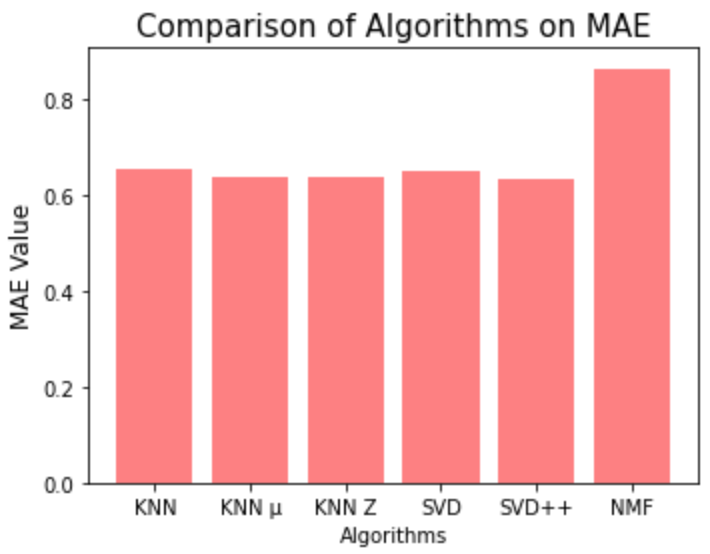 Comparison of Algorithms on MAE
MAE Value
0.8
0.6
0.4
0.2
0.0
KNN KNN μ KNN Z SVD SVD++ NMF
Algorithms